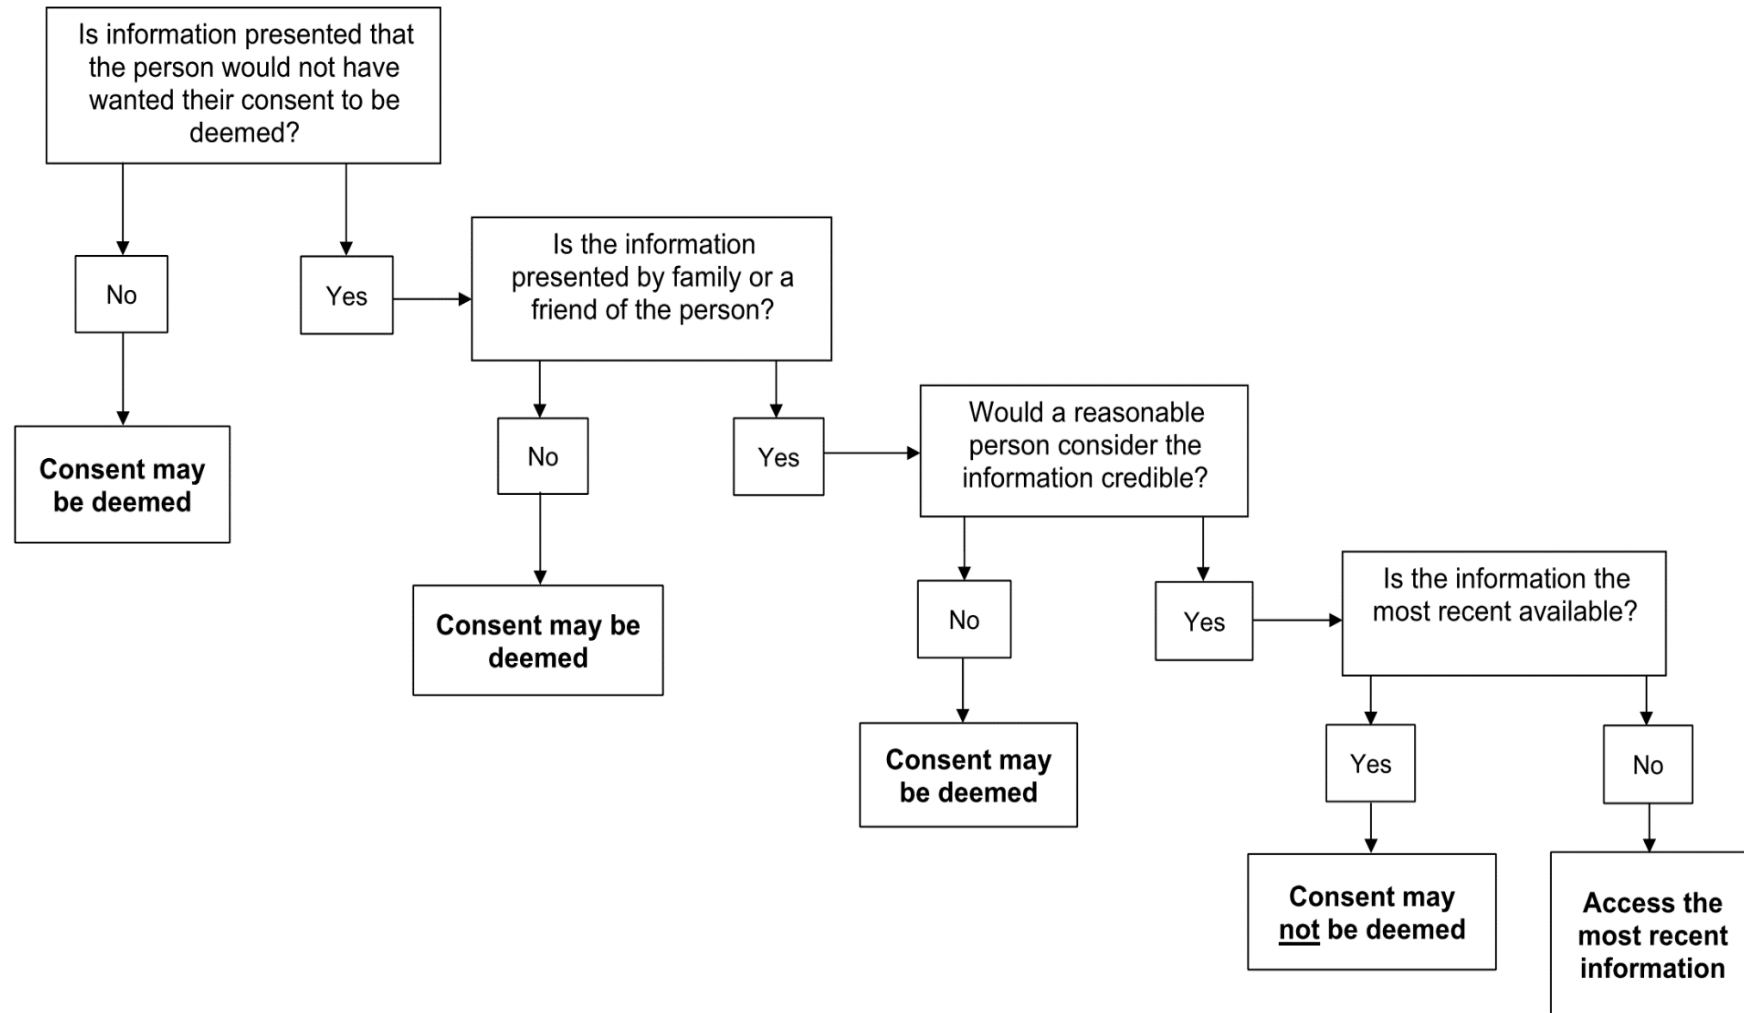 Is information presented that
the person would not have
wanted their consent to be
deemed?
No
Yes
Consent may
be deemed
Is the information
presented by family or a
friend of the person?
No
Yes
Consent may be
deemed
Would a reasonable
person consider the
information credible?
No
Yes
Consent may
be deemed
Is the information the
most recent available?
Yes
No
Consent may
not be deemed
Access the
most recent
information